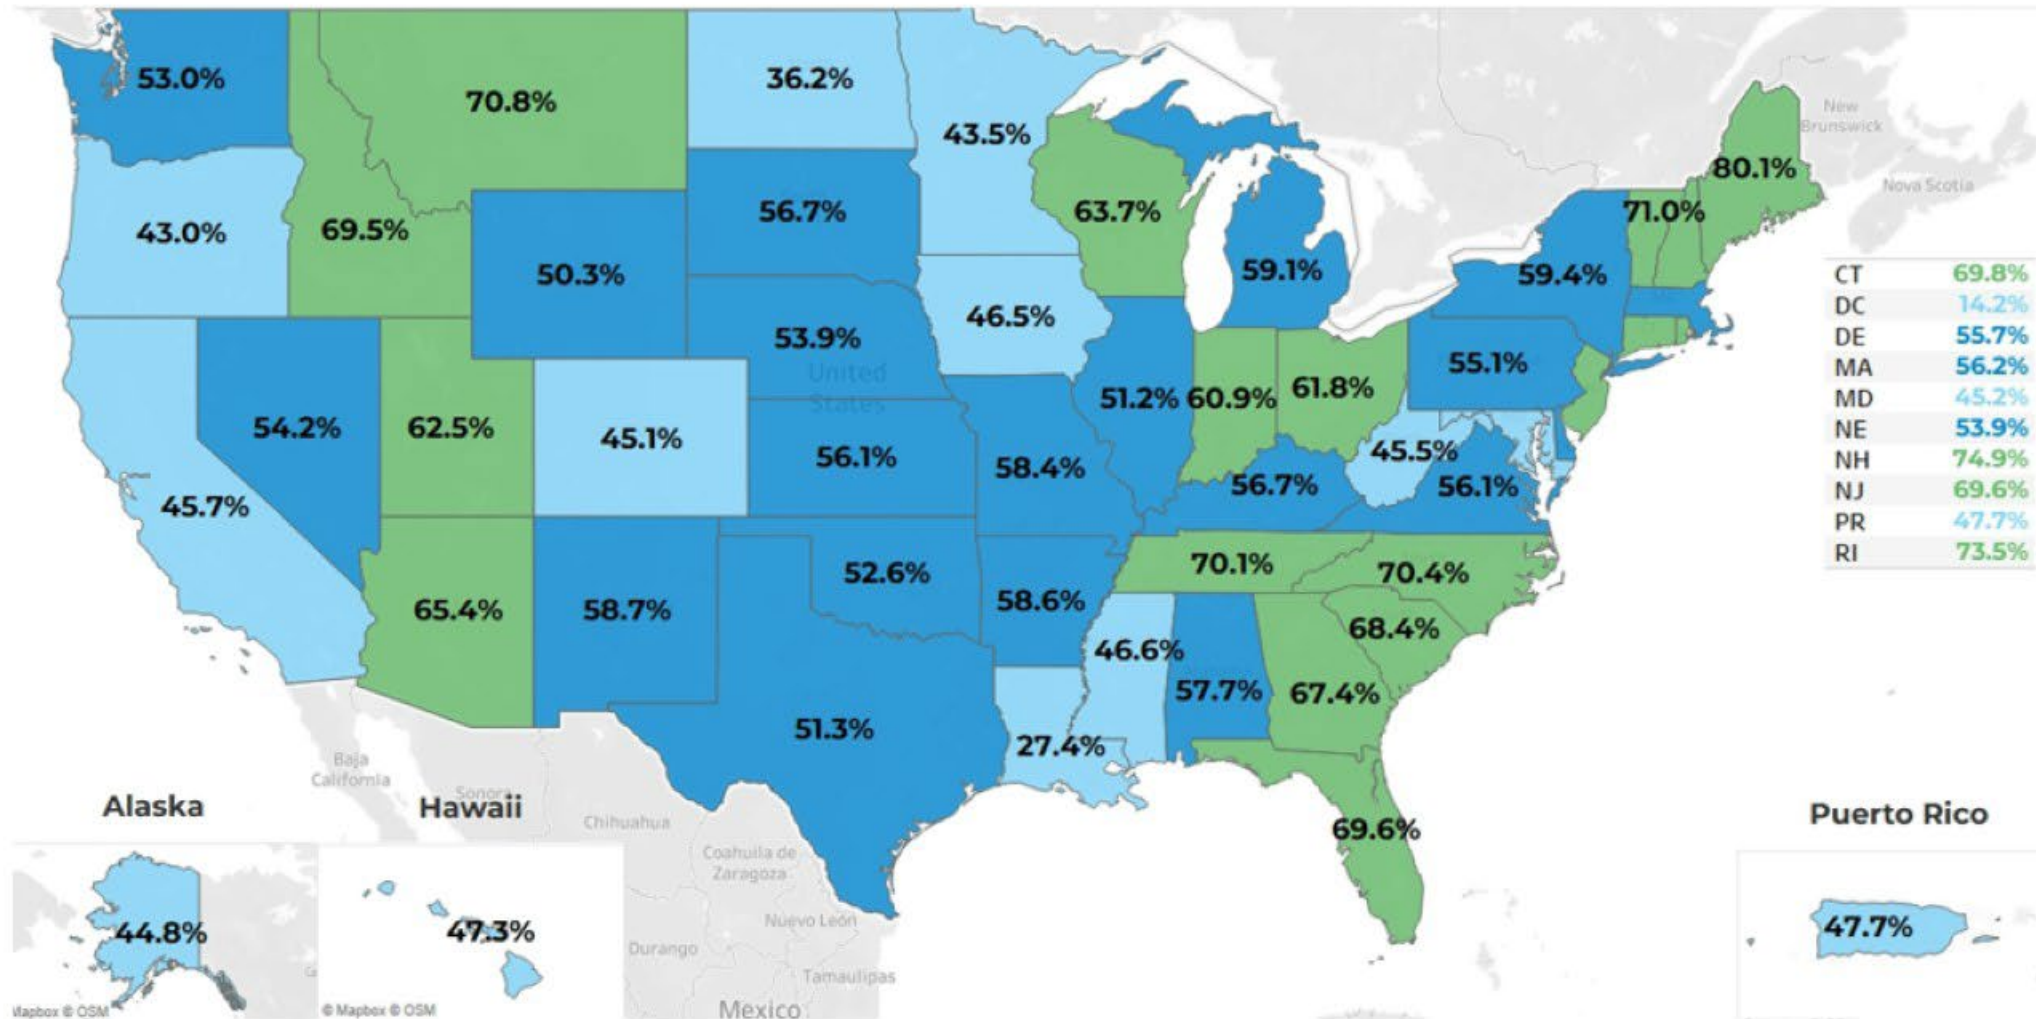 53.0%
70.8%
36.2%
43.5%
New
Brunswick
80.1%
Nova Scotia
43.0%
69.5%
50.3%
56.7%
63.7%
59.1%
59.4%
71.0%
46.5%
53.9%
United
States
55.1%
54.2%
62.5%
45.1%
56.1%
58.4%
51.2%
60.9%
61.8%
45.5%
56.7%
56.1%
45.7%
CT 69.8%
DC 14.2%
DE 55.7%
MA 56.2%
MD 45.2%
NE 53.9%
NH 74.9%
NJ 69.6%
PR 47.7%
RI 73.5%
65.4%
58.7%
52.6%
58.6%
70.1%
70.4%
68.4%
46.6%
57.7%
67.4%
51.3%
27.4%
69.6%
Baja
California
Sonora
Chihuahua
Coahuila de
Zaragoza
Nuevo León
Durango
Tamaulipas
Mexico
Alaska
44.8%
Mapbox © OSM
Hawaii
47.3%
© Mapbox © OSM
Puerto Rico
47.7%